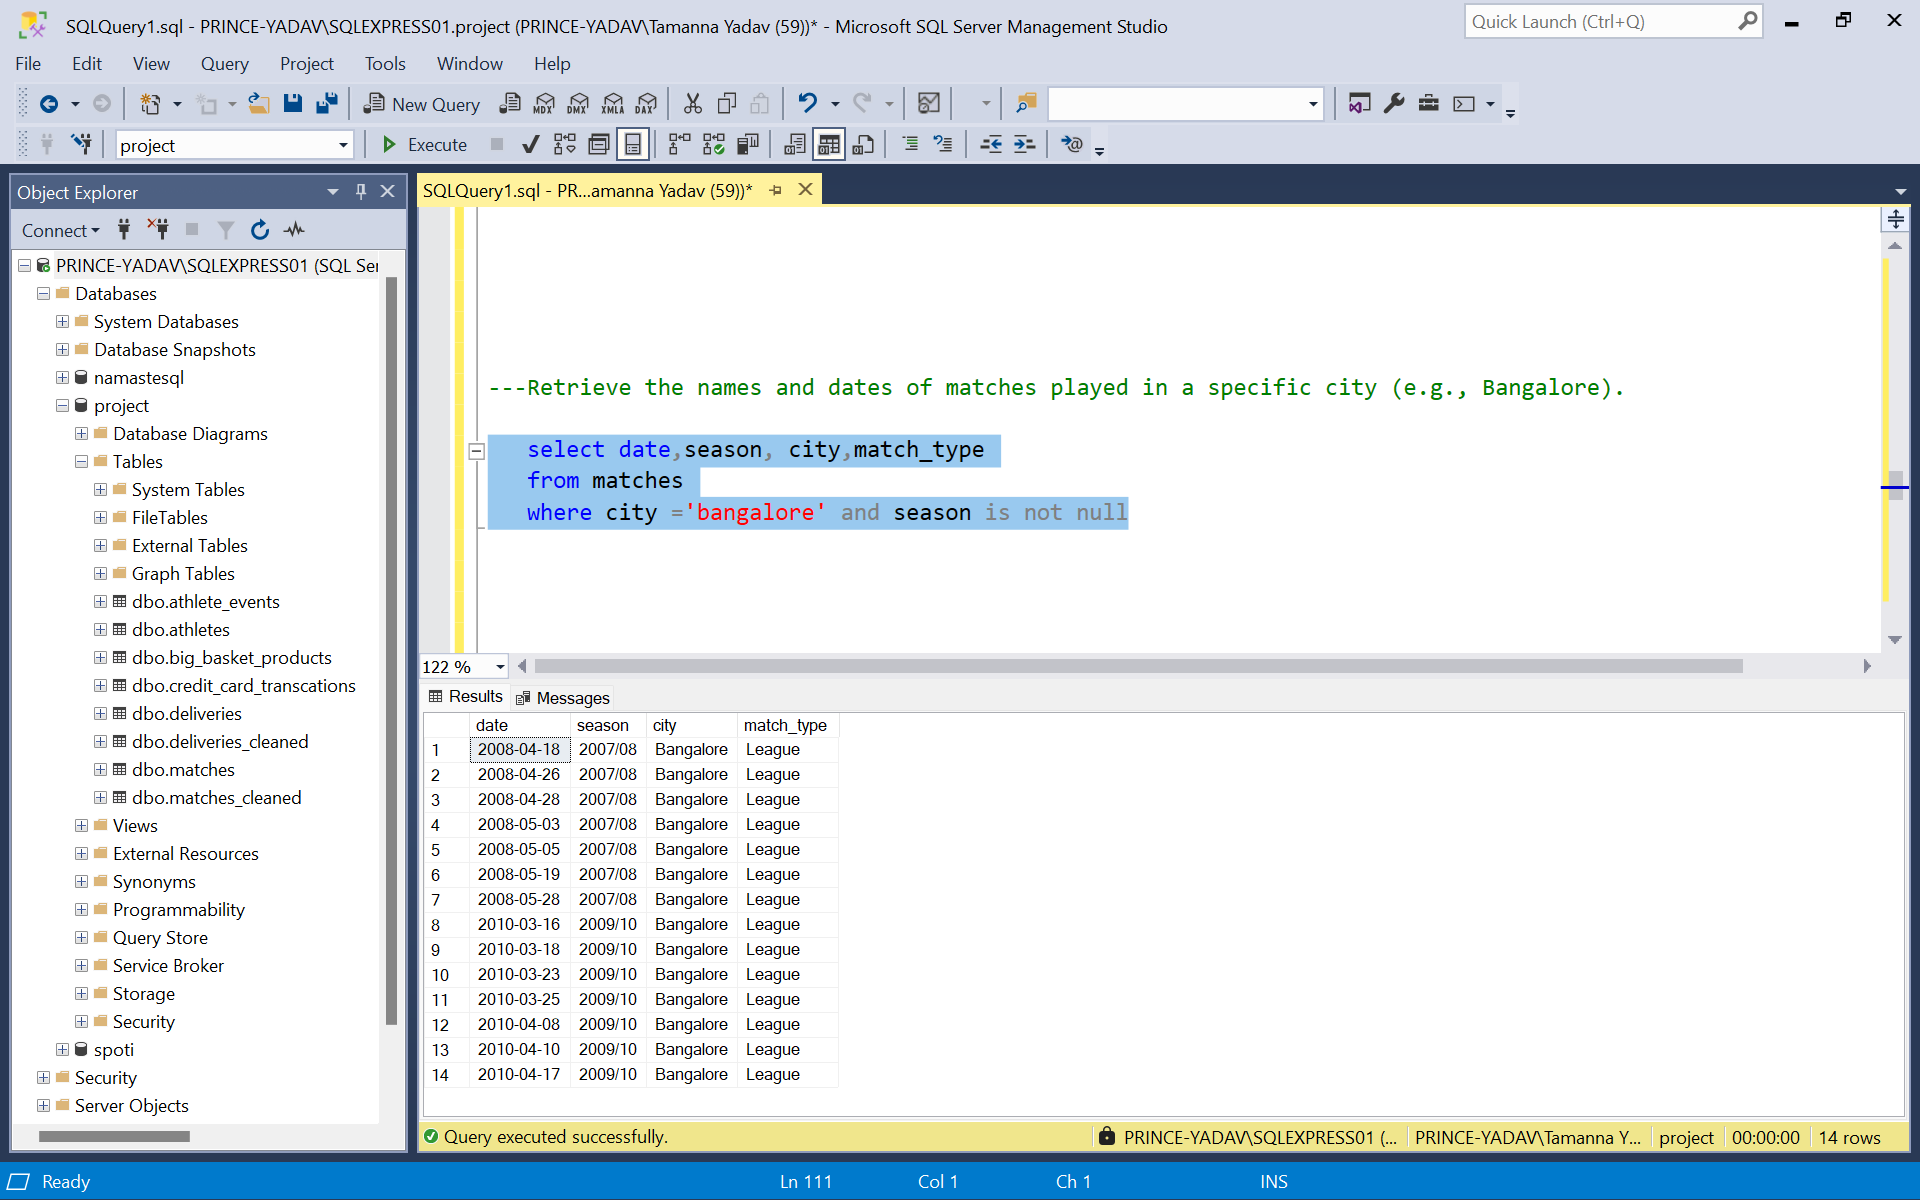 SQLQuery1.sql - PRINCE-YADAV\SQLEXPRESS01.project (PRINCE-YADAV\Tamanna Yadav (59))* - Microsoft SQL Server Management Studio
Quick Launch (Ctrl+Q)
File Edit View Query Project Tools Window Help
New Query MDX DMX XMLA DAX
project Execute
Object Explorer
SQLQuery1.sql - PR...amanna Yadav (59))*
Connect
PRINCE-YADAV\SQLEXPRESS01 (SQL Ser
Databases
System Databases
Database Snapshots
namastesql
project
Database Diagrams
Tables
System Tables
FileTables
External Tables
Graph Tables
dbo.athlete_events
dbo.athletes
dbo.big_basket_products
dbo.credit_card_transcations
dbo.deliveries
dbo.deliveries_cleaned
dbo.matches
dbo.matches_cleaned
Views
External Resources
Synonyms
Programmability
Query Store
Service Broker
Storage
Security
spoti
Security
Server Objects
---Retrieve the names and dates of matches played in a specific city (e.g., Bangalore).
select date,season, city,match_type
from matches
where city ='bangalore' and season is not null
122 %
Results Messages
date season city match_type
1 2008-04-18 2007/08 Bangalore League
2 2008-04-26 2007/08 Bangalore League
3 2008-04-28 2007/08 Bangalore League
4 2008-05-03 2007/08 Bangalore League
5 2008-05-05 2007/08 Bangalore League
6 2008-05-19 2007/08 Bangalore League
7 2008-05-28 2007/08 Bangalore League
8 2010-03-16 2009/10 Bangalore League
9 2010-03-18 2009/10 Bangalore League
10 2010-03-23 2009/10 Bangalore League
11 2010-03-25 2009/10 Bangalore League
12 2010-04-08 2009/10 Bangalore League
13 2010-04-10 2009/10 Bangalore League
14 2010-04-17 2009/10 Bangalore League
Query executed successfully. PRINCE-YADAV\SQLEXPRESS01 (... PRINCE-YADAV\Tamanna Y... project 00:00:00 14 rows
Ready Ln 111 Col 1 Ch 1 INS